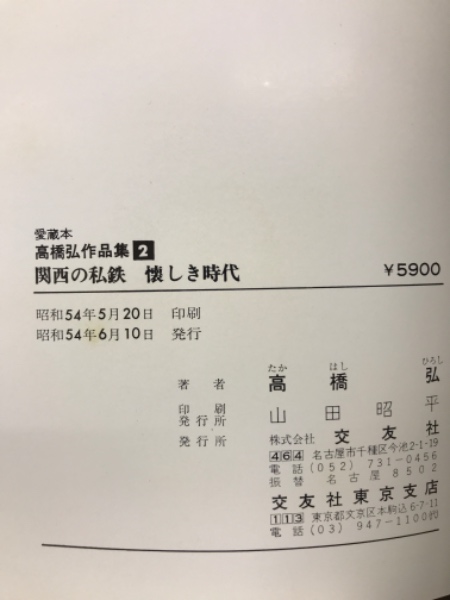 愛蔵本
高橋弘作品集2
関西の私鉄 懐しき時代 ¥5900
昭和54年5月20日 印刷
昭和54年6月10日 発行
たか はし ひろし
著者 高橋弘
印刷
発行所 山田昭平
発行所 株式会社 交友社
464 名古屋市千種区今池2-1-19
電話 (052) 731-0456
振替 名古屋 8502
交友社東京支店
113 東京都文京区本駒込6-7-11
電話 (03) 947-1100代